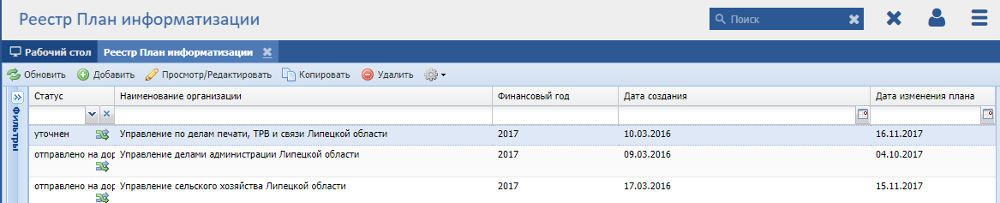 Реестр План информатизации
Поиск
Рабочий стол Реестр План информатизации
Обновить Добавить Просмотр/Редактировать Копировать Удалить
Фильтры
Статус Наименование организации Финансовый год Дата создания Дата изменения плана
уточнен Управление по делам печати, ТРВ и связи Липецкой области 2017 10.03.2016 16.11.2017
отправлено на дор Управление делами администрации Липецкой области 2017 09.03.2016 04.10.2017
отправлено на дор Управление сельского хозяйства Липецкой области 2017 17.03.2016 15.11.2017